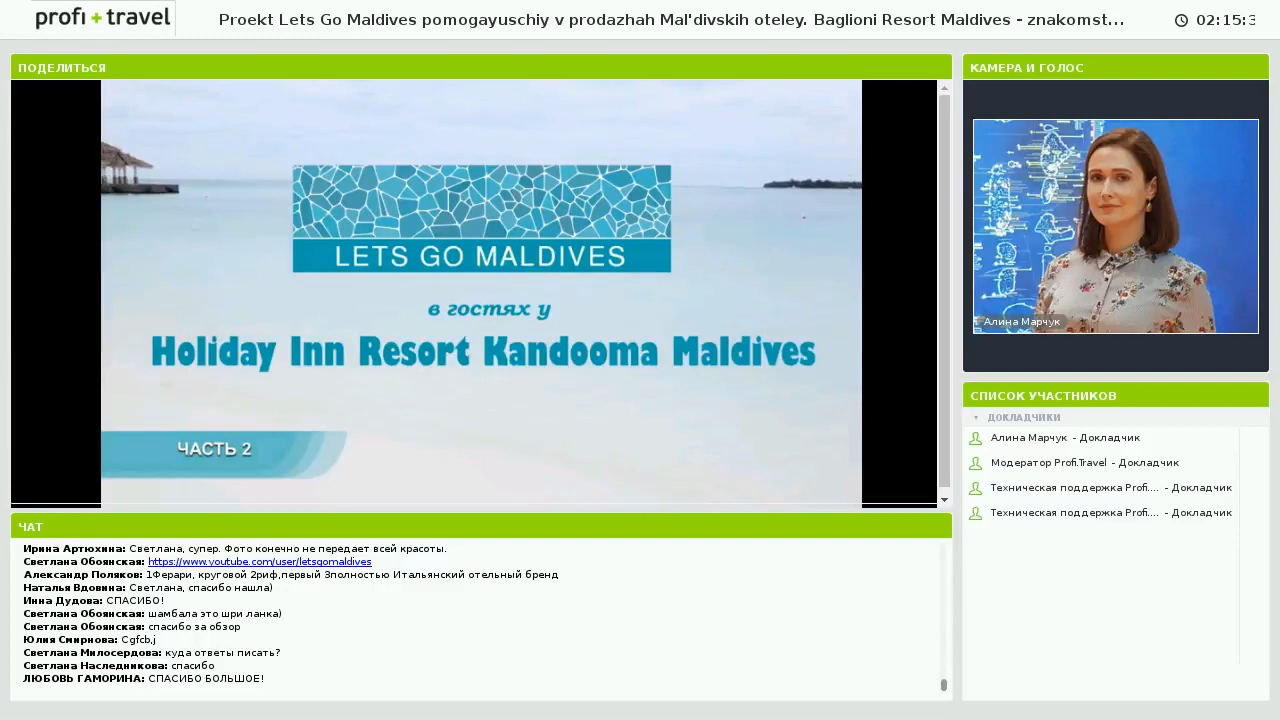 profi + travel
Proekt Lets Go Maldives pomogayuschiy v prodazhah Mal'divskih oteley. Baglioni Resort Maldives - znakomst...
02:15:3
ПОДЕЛИТЬСЯ
LETS GO MALDIVES
в гостях у
Holiday Inn Resort Kandooma Maldives
ЧАСТЬ 2
КАМЕРА И ГОЛОС
Алина Марчук
СПИСОК УЧАСТНИКОВ
ДОКЛАДЧИКИ
Алина Марчук - Докладчик
Модератор Profi.Travel - Докладчик
Техническая поддержка Profi.... - Докладчик
Техническая поддержка Profi.... - Докладчик
ЧАТ
Ирина Артюхина: Светлана, супер. Фото конечно не передает всей красоты.
Светлана Обоянская: https://www.youtube.com/user/letsgomaldives
Александр Поляков: 1Ферари, круговой 2риф,первый 3полностью Итальянский отельный бренд
Наталья Вдовина: Светлана, спасибо нашла)
Инна Дудова: СПАСИБО!
Светлана Обоянская: шамбала это шри ланка)
Светлана Обоянская: спасибо за обзор
Юлия Смирнова: Cgfcb,j
Светлана Милосердова: куда ответы писать?
Светлана Наследникова: спасибо
ЛЮБОВЬ ГАМОРИНА: СПАСИБО БОЛЬШОЕ!